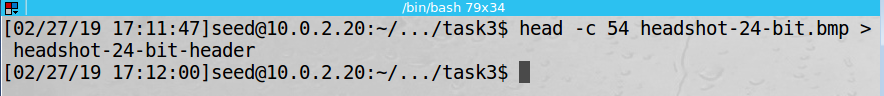 /bin/bash 79x34
[02/27/19 17:11:47]seed@10.0.2.20:~/.../task3$ head -c 54 headshot-24-bit.bmp >
headshot-24-bit-header
[02/27/19 17:12:00]seed@10.0.2.20:~/.../task3$